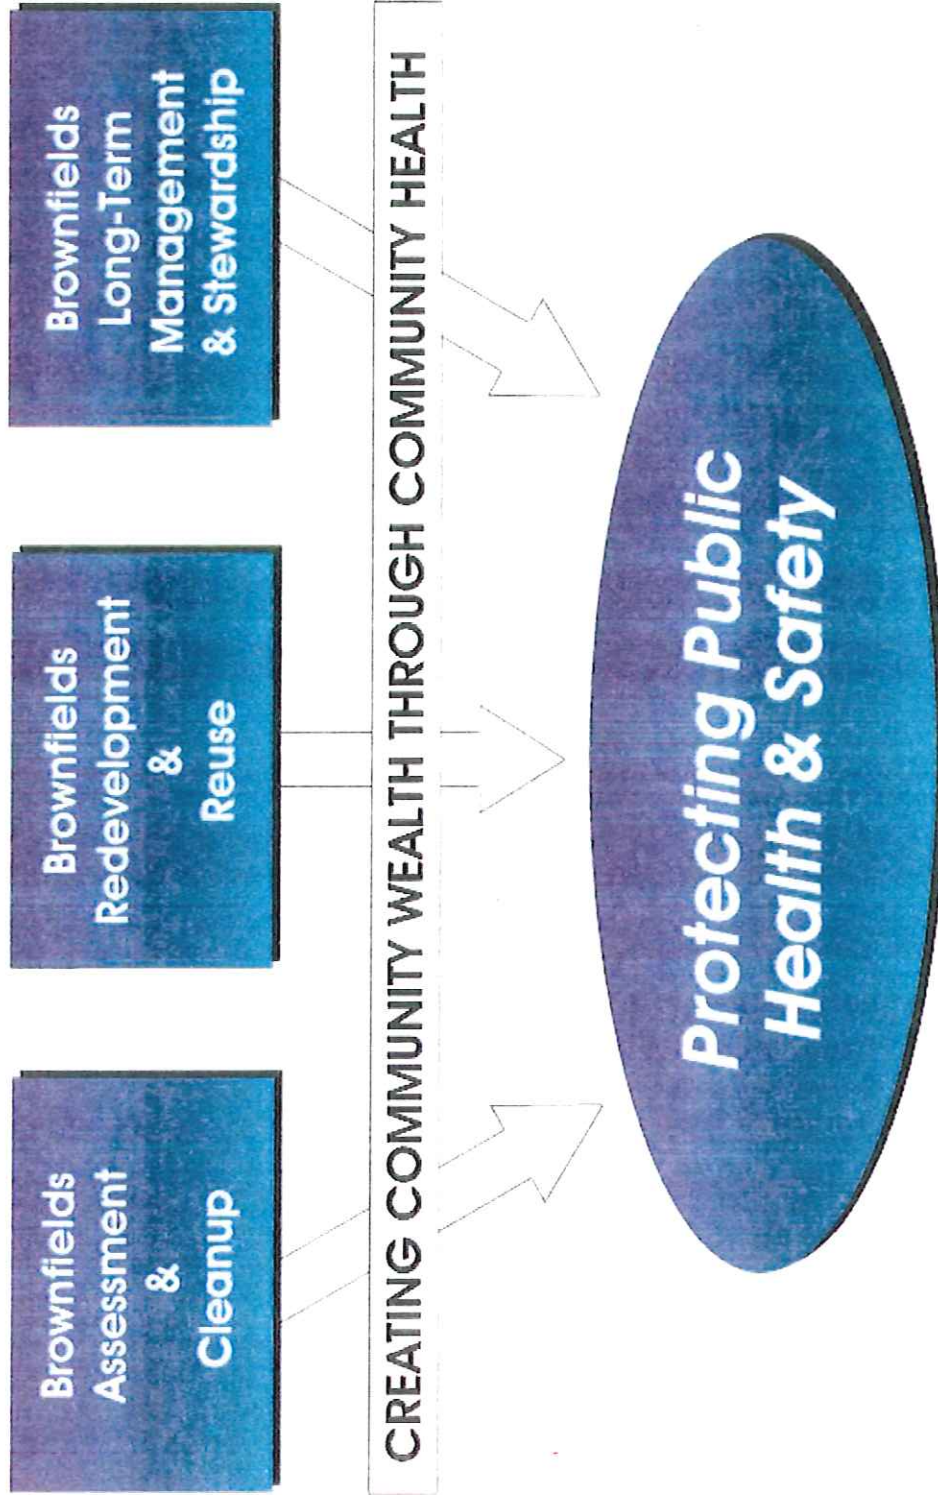 Brownfields
Assessment
&
Cleanup
Brownfields
Redevelopment
&
Reuse
Brownfields
Long-Term
Management
& Stewardship
CREATING COMMUNITY WEALTH THROUGH COMMUNITY HEALTH
Protecting Public
Health & Safety